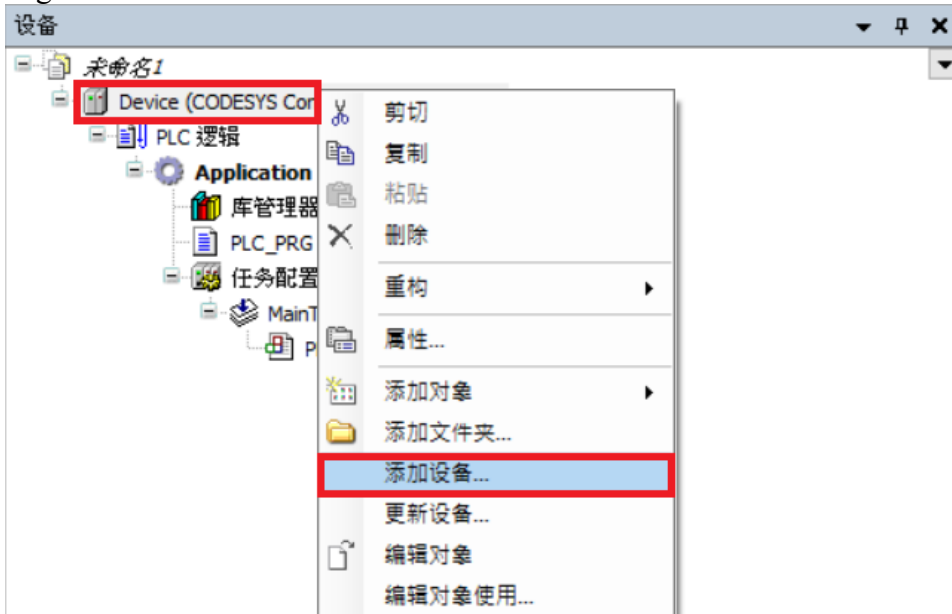 设备
未命名1
Device (CODESYS Con
PLC 逻辑
Application
库管理器
PLC_PRG
任务配置
MainT
P
剪切
复制
粘贴
删除
重构
属性...
添加对象
添加文件夹...
添加设备...
更新设备...
编辑对象
编辑对象使用...